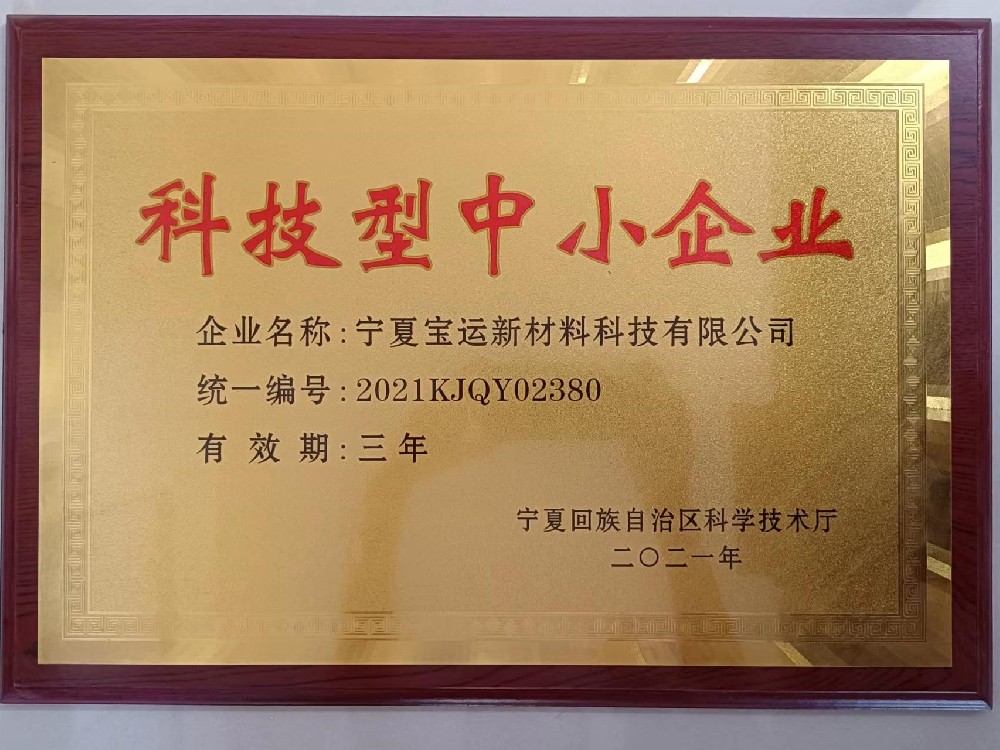 科技型中小企业
企业名称:宁夏宝运新材料科技有限公司
统一编号:2021KJQY02380
有效期:三年
宁夏回族自治区科学技术厅
二〇二一年